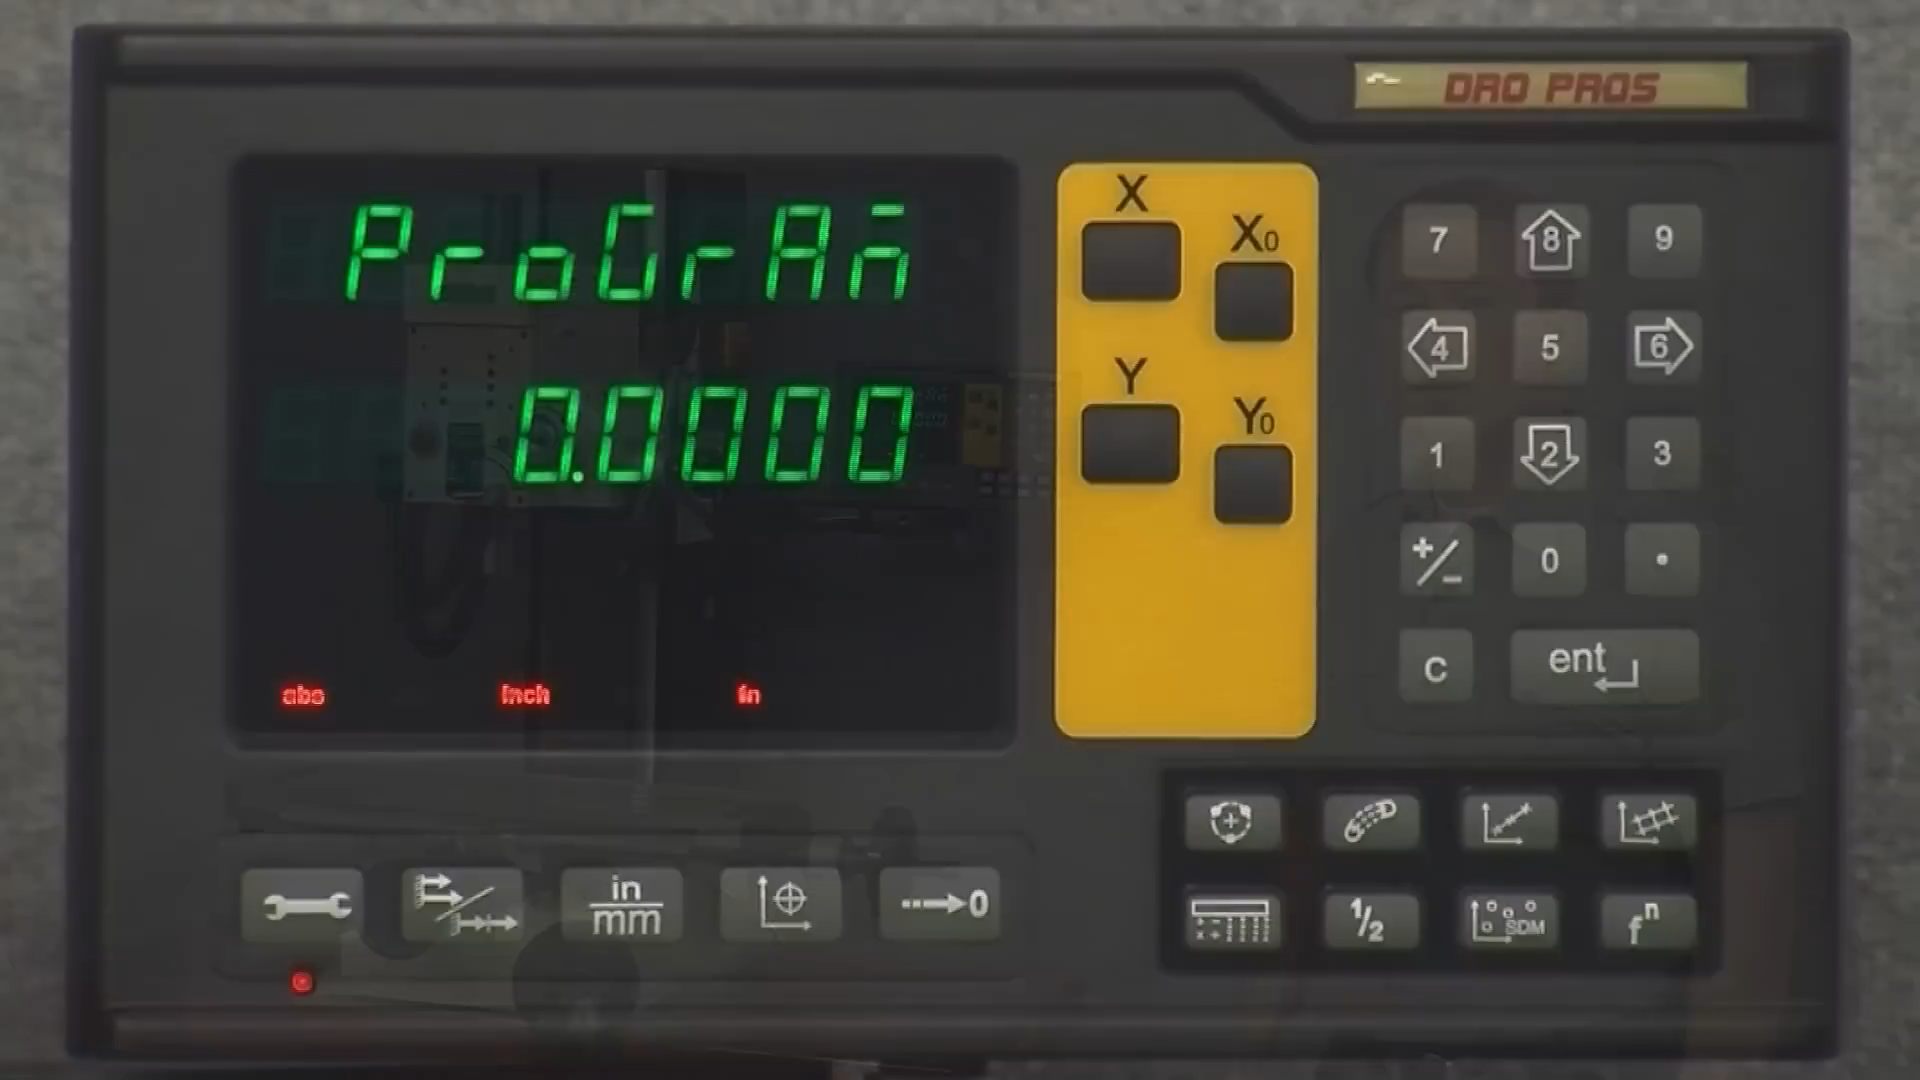 DRO PROS
ProGrAm
0.0000
abs inch in
X
X0
Y
Y0
7 8 9
4 5 6
1 2 3
+/- 0 .
C ent
in
mm
0
1/2
SDM
fn